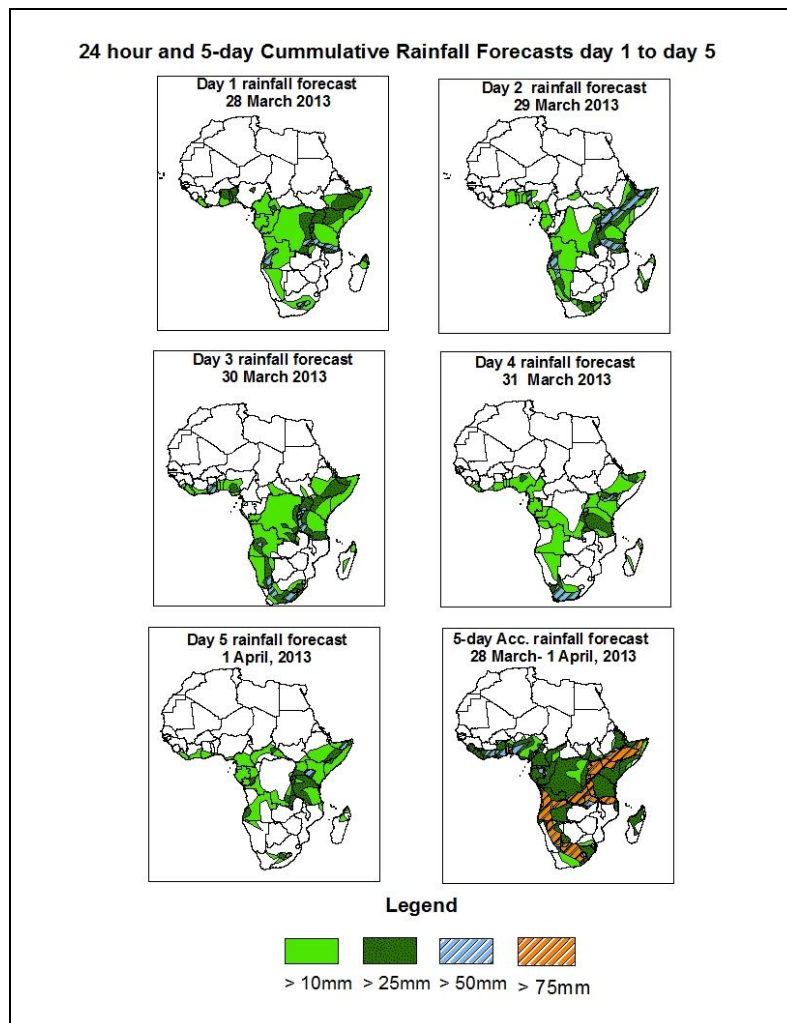 24 hour and 5-day Cummulative Rainfall Forecasts day 1 to day 5
Day 1 rainfall forecast
28 March 2013
Day 2 rainfall forecast
29 March 2013
Day 3 rainfall forecast
30 March 2013
Day 4 rainfall forecast
31 March 2013
Day 5 rainfall forecast
1 April, 2013
5-day Acc. rainfall forecast
28 March- 1 April, 2013
Legend
> 10mm > 25mm > 50mm > 75mm